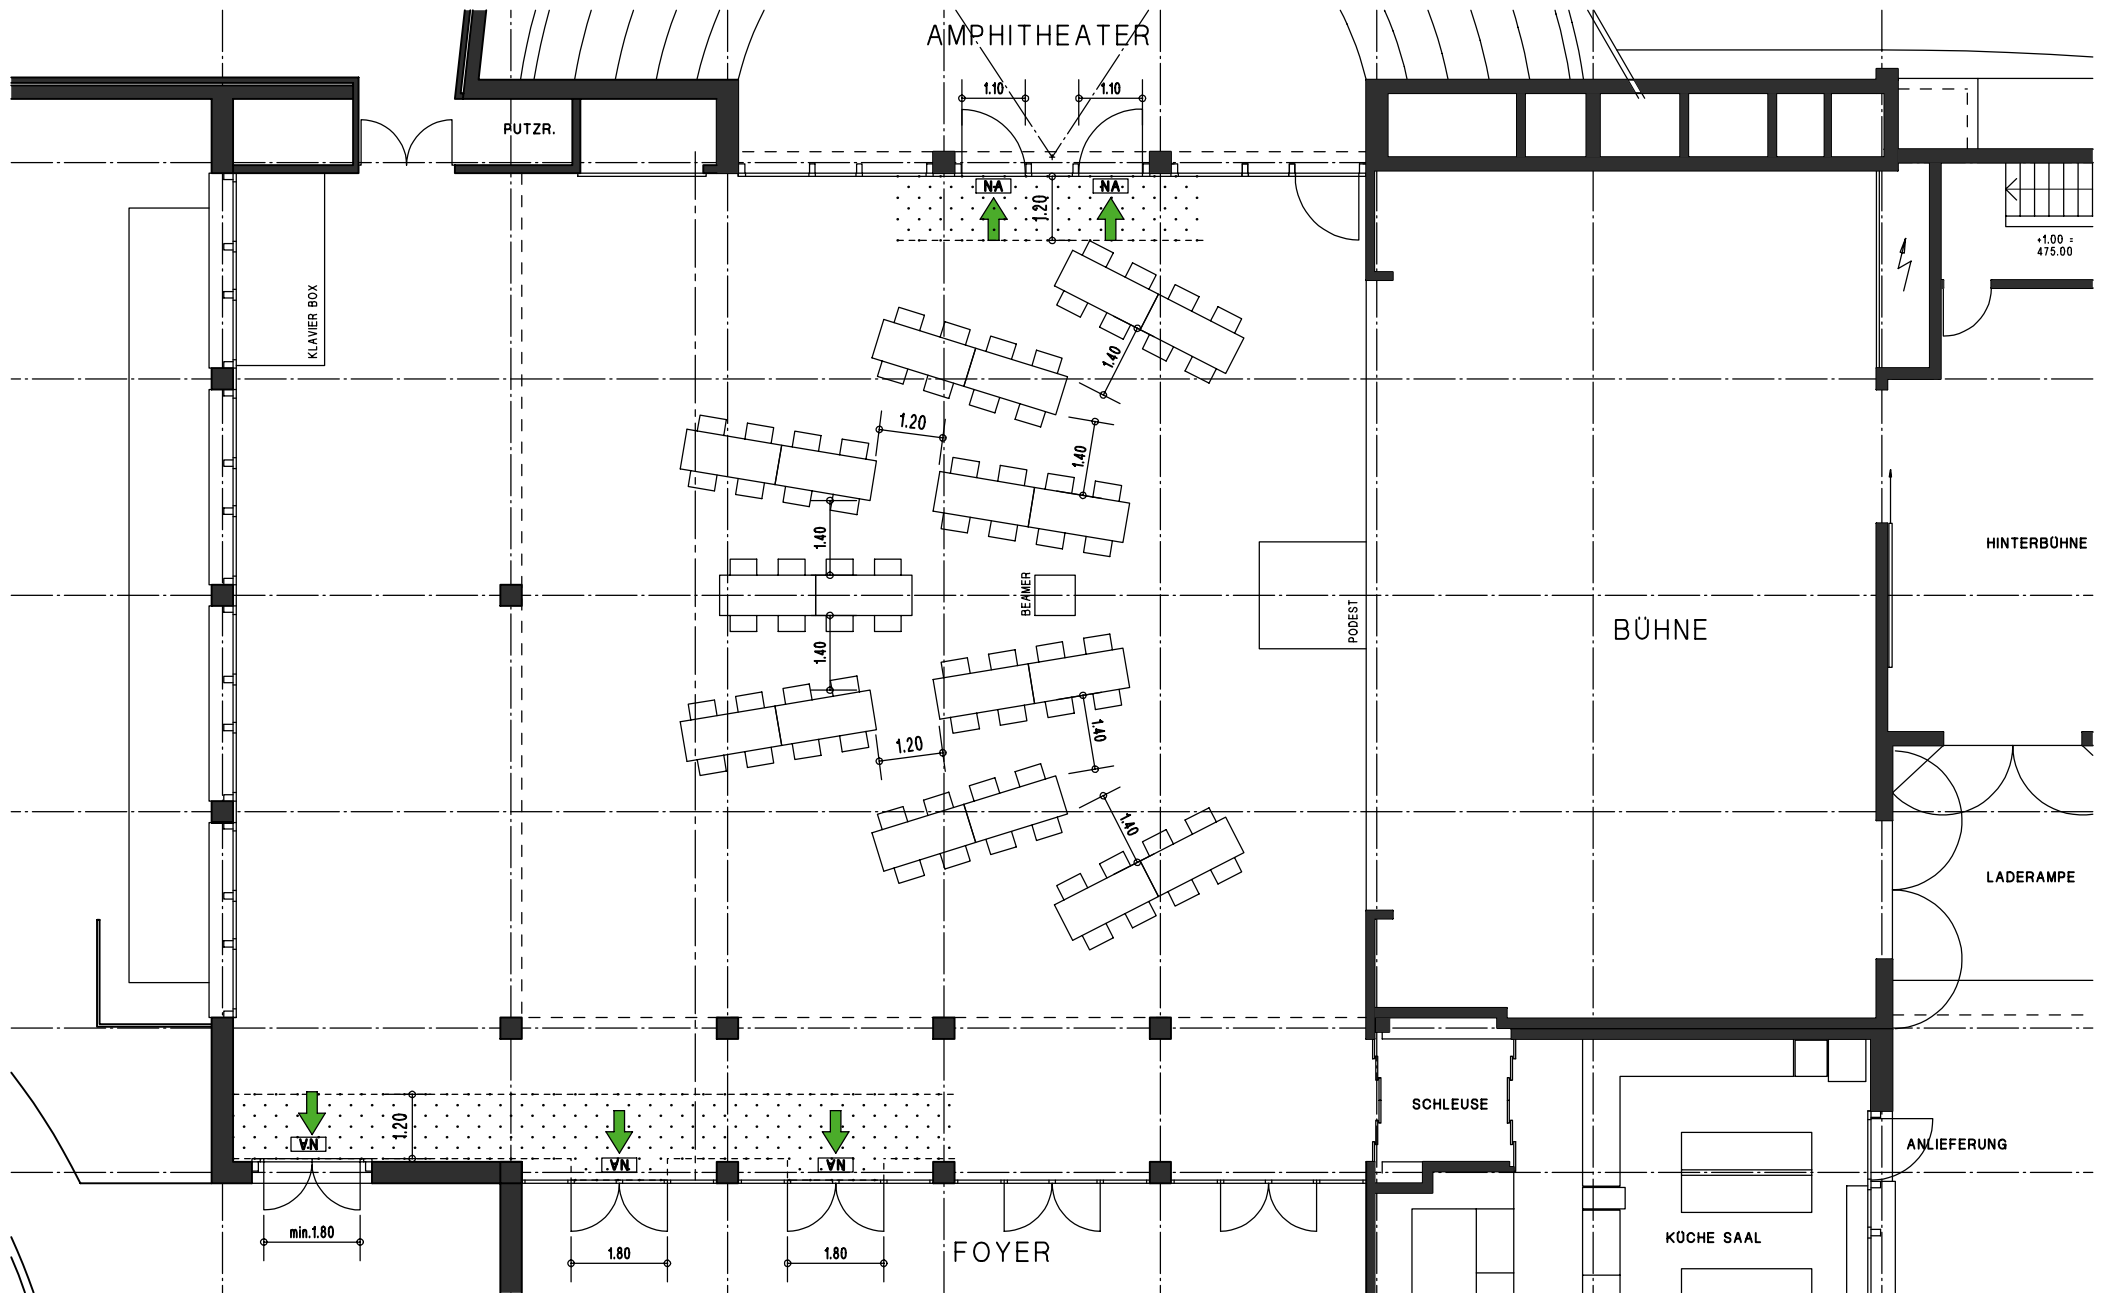 AMPHITHEATER
1.10
1.10
PUTZR.
NA
NA
1.20
+1.00 =
475.00
KLAVIER BOX
1.40
1.20
1.40
1.40
HINTERBÜHNE
BEAMER
PODEST
BÜHNE
1.40
1.20
1.40
1.40
LADERAMPE
SCHLEUSE
1.20
NA
NA
NA
ANLIEFERUNG
min.1.80
1.80
1.80
FOYER
KÜCHE SAAL